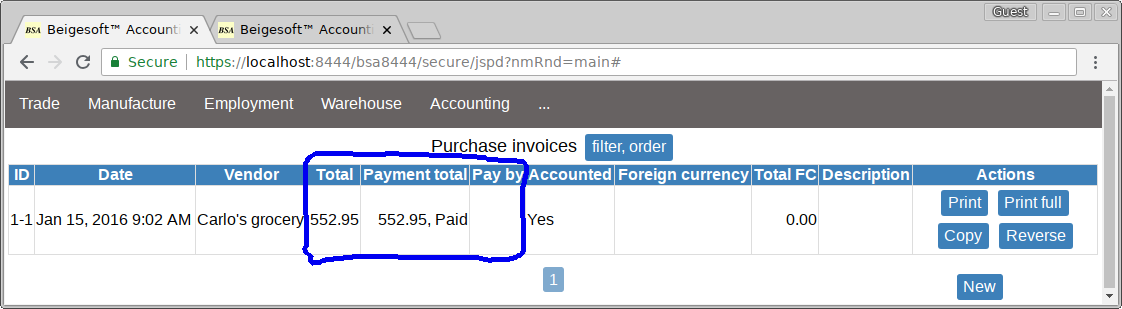 Guest
BSA Beigesoft™ Accounti
BSA Beigesoft™ Accounti
Secure https://localhost:8444/bsa8444/secure/jspd?nmRnd=main#
Trade Manufacture Employment Warehouse Accounting ...
Purchase invoices filter, order
ID Date Vendor Total Payment total Pay by Accounted Foreign currency Total FC Description Actions
1-1 Jan 15, 2016 9:02 AM Carlo's grocery 552.95 552.95, Paid Yes 0.00 Print Print full
Copy Reverse
1
New